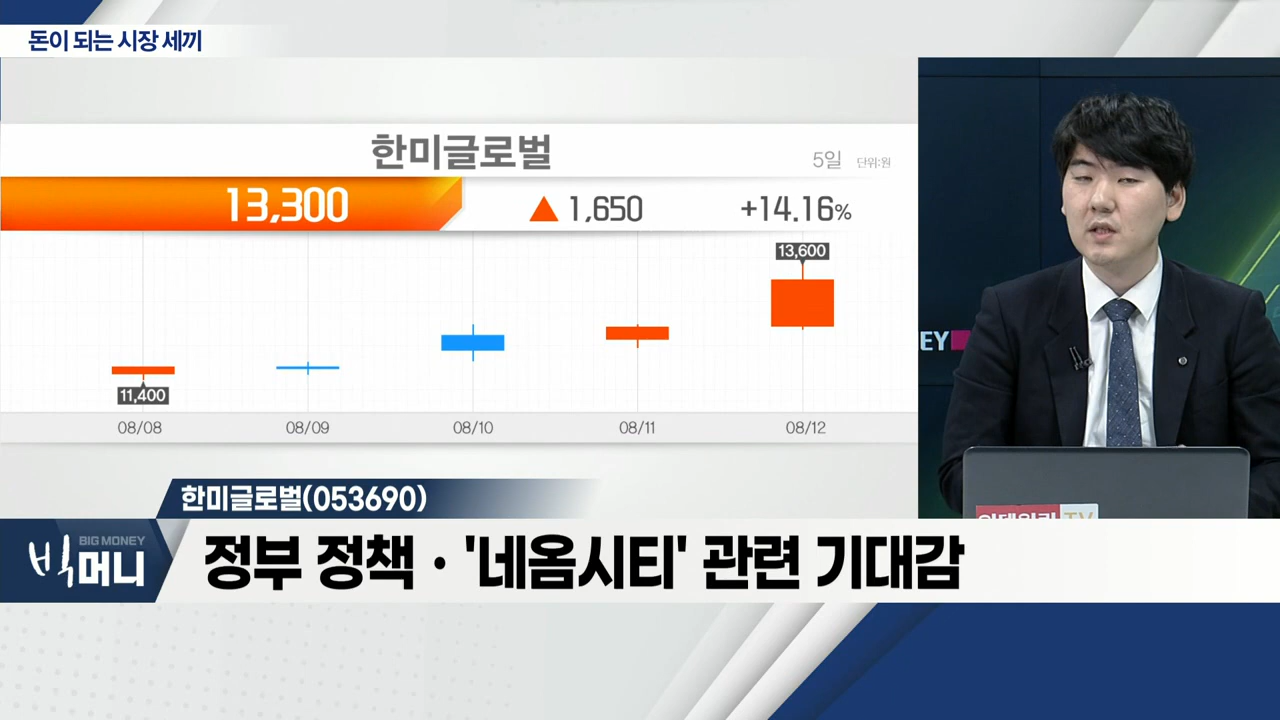 돈이 되는 시장 세끼
한미글로벌
5일 단위:원
13,300 ▲ 1,650 +14.16%
13,600
11,400
08/08 08/09 08/10 08/11 08/12
EY
한미글로벌(053690)
BIG MONEY
빅머니
정부 정책 · '네옴시티' 관련 기대감